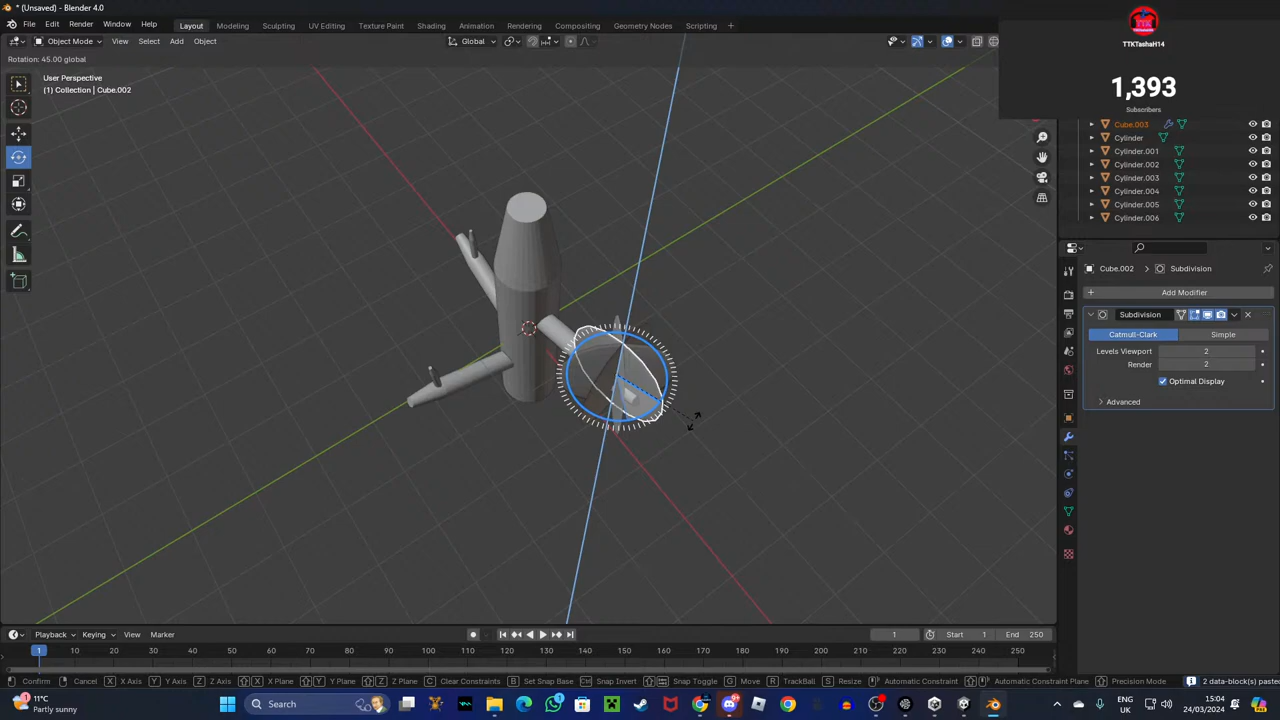 * (Unsaved) - Blender 4.0
File Edit Render Window Help Layout Modeling Sculpting UV Editing Texture Paint Shading Animation Rendering Compositing Geometry Nodes Scripting +
Object Mode View Select Add Object Global
Rotation: 45.00 global
User Perspective
(1) Collection | Cube.002
TTK
TTKTashaH14
1,393
Subscribers
Cube.003
Cylinder
Cylinder.001
Cylinder.002
Cylinder.003
Cylinder.004
Cylinder.005
Cylinder.006
Cube.002 > Subdivision
+ Add Modifier
Subdivision
Catmull-Clark Simple
Levels Viewport 2
Render 2
Optimal Display
Advanced
Playback Keying View Marker 1 Start 1 End 250
1 10 20 30 40 50 60 70 80 90 100 110 120 130 140 150 160 170 180 190 200 210 220 230 240 250
Confirm Cancel X X Axis Y Y Axis Z Z Axis X X Plane Y Y Plane Z Z Plane C Clear Constraints B Set Snap Base Ctrl Snap Invert Snap Toggle G Move R TrackBall S Resize Automatic Constraint Automatic Constraint Plane Precision Mode 2 data-block(s) paste
11°C
Partly sunny
Search
ENG
UK
15:04
24/03/2024